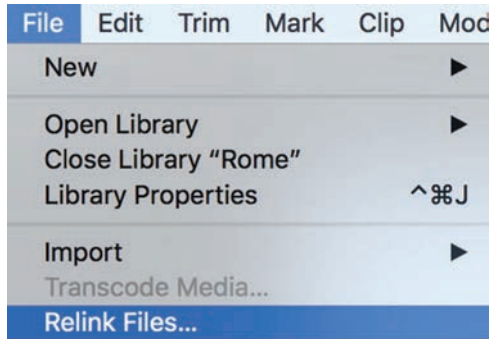 File Edit Trim Mark Clip Mod
New ▶
Open Library ▶
Close Library “Rome”
Library Properties ^⌘J
Import ▶
Transcode Media...
Relink Files...